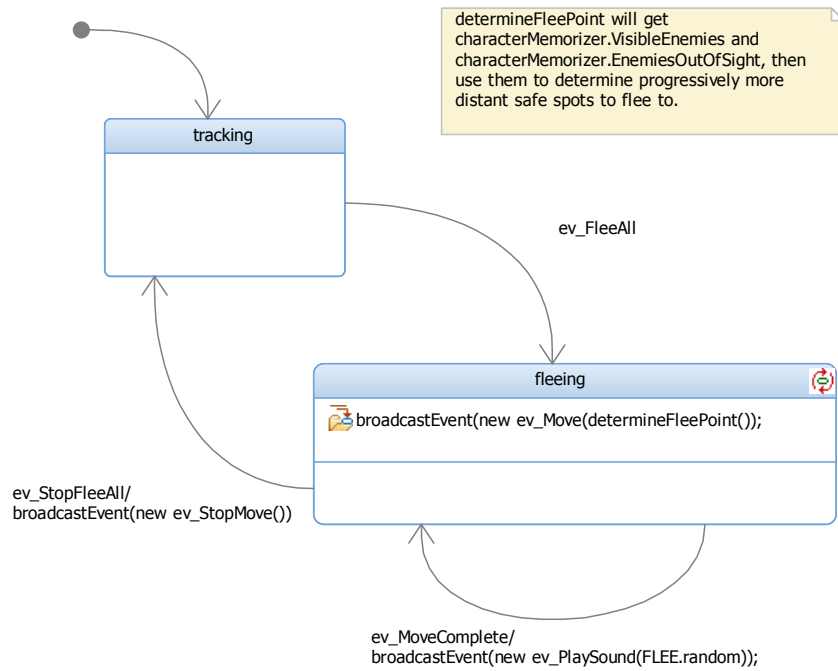 determineFleePoint will get
characterMemorizer.VisibleEnemies and
characterMemorizer.EnemiesOutOfSight, then
use them to determine progressively more
distant safe spots to flee to.
tracking
ev_FleeAll
fleeing
broadcastEvent(new ev_Move(determineFleePoint());
ev_StopFleeAll/
broadcastEvent(new ev_StopMove())
ev_MoveComplete/
broadcastEvent(new ev_PlaySound(FLEE.random));